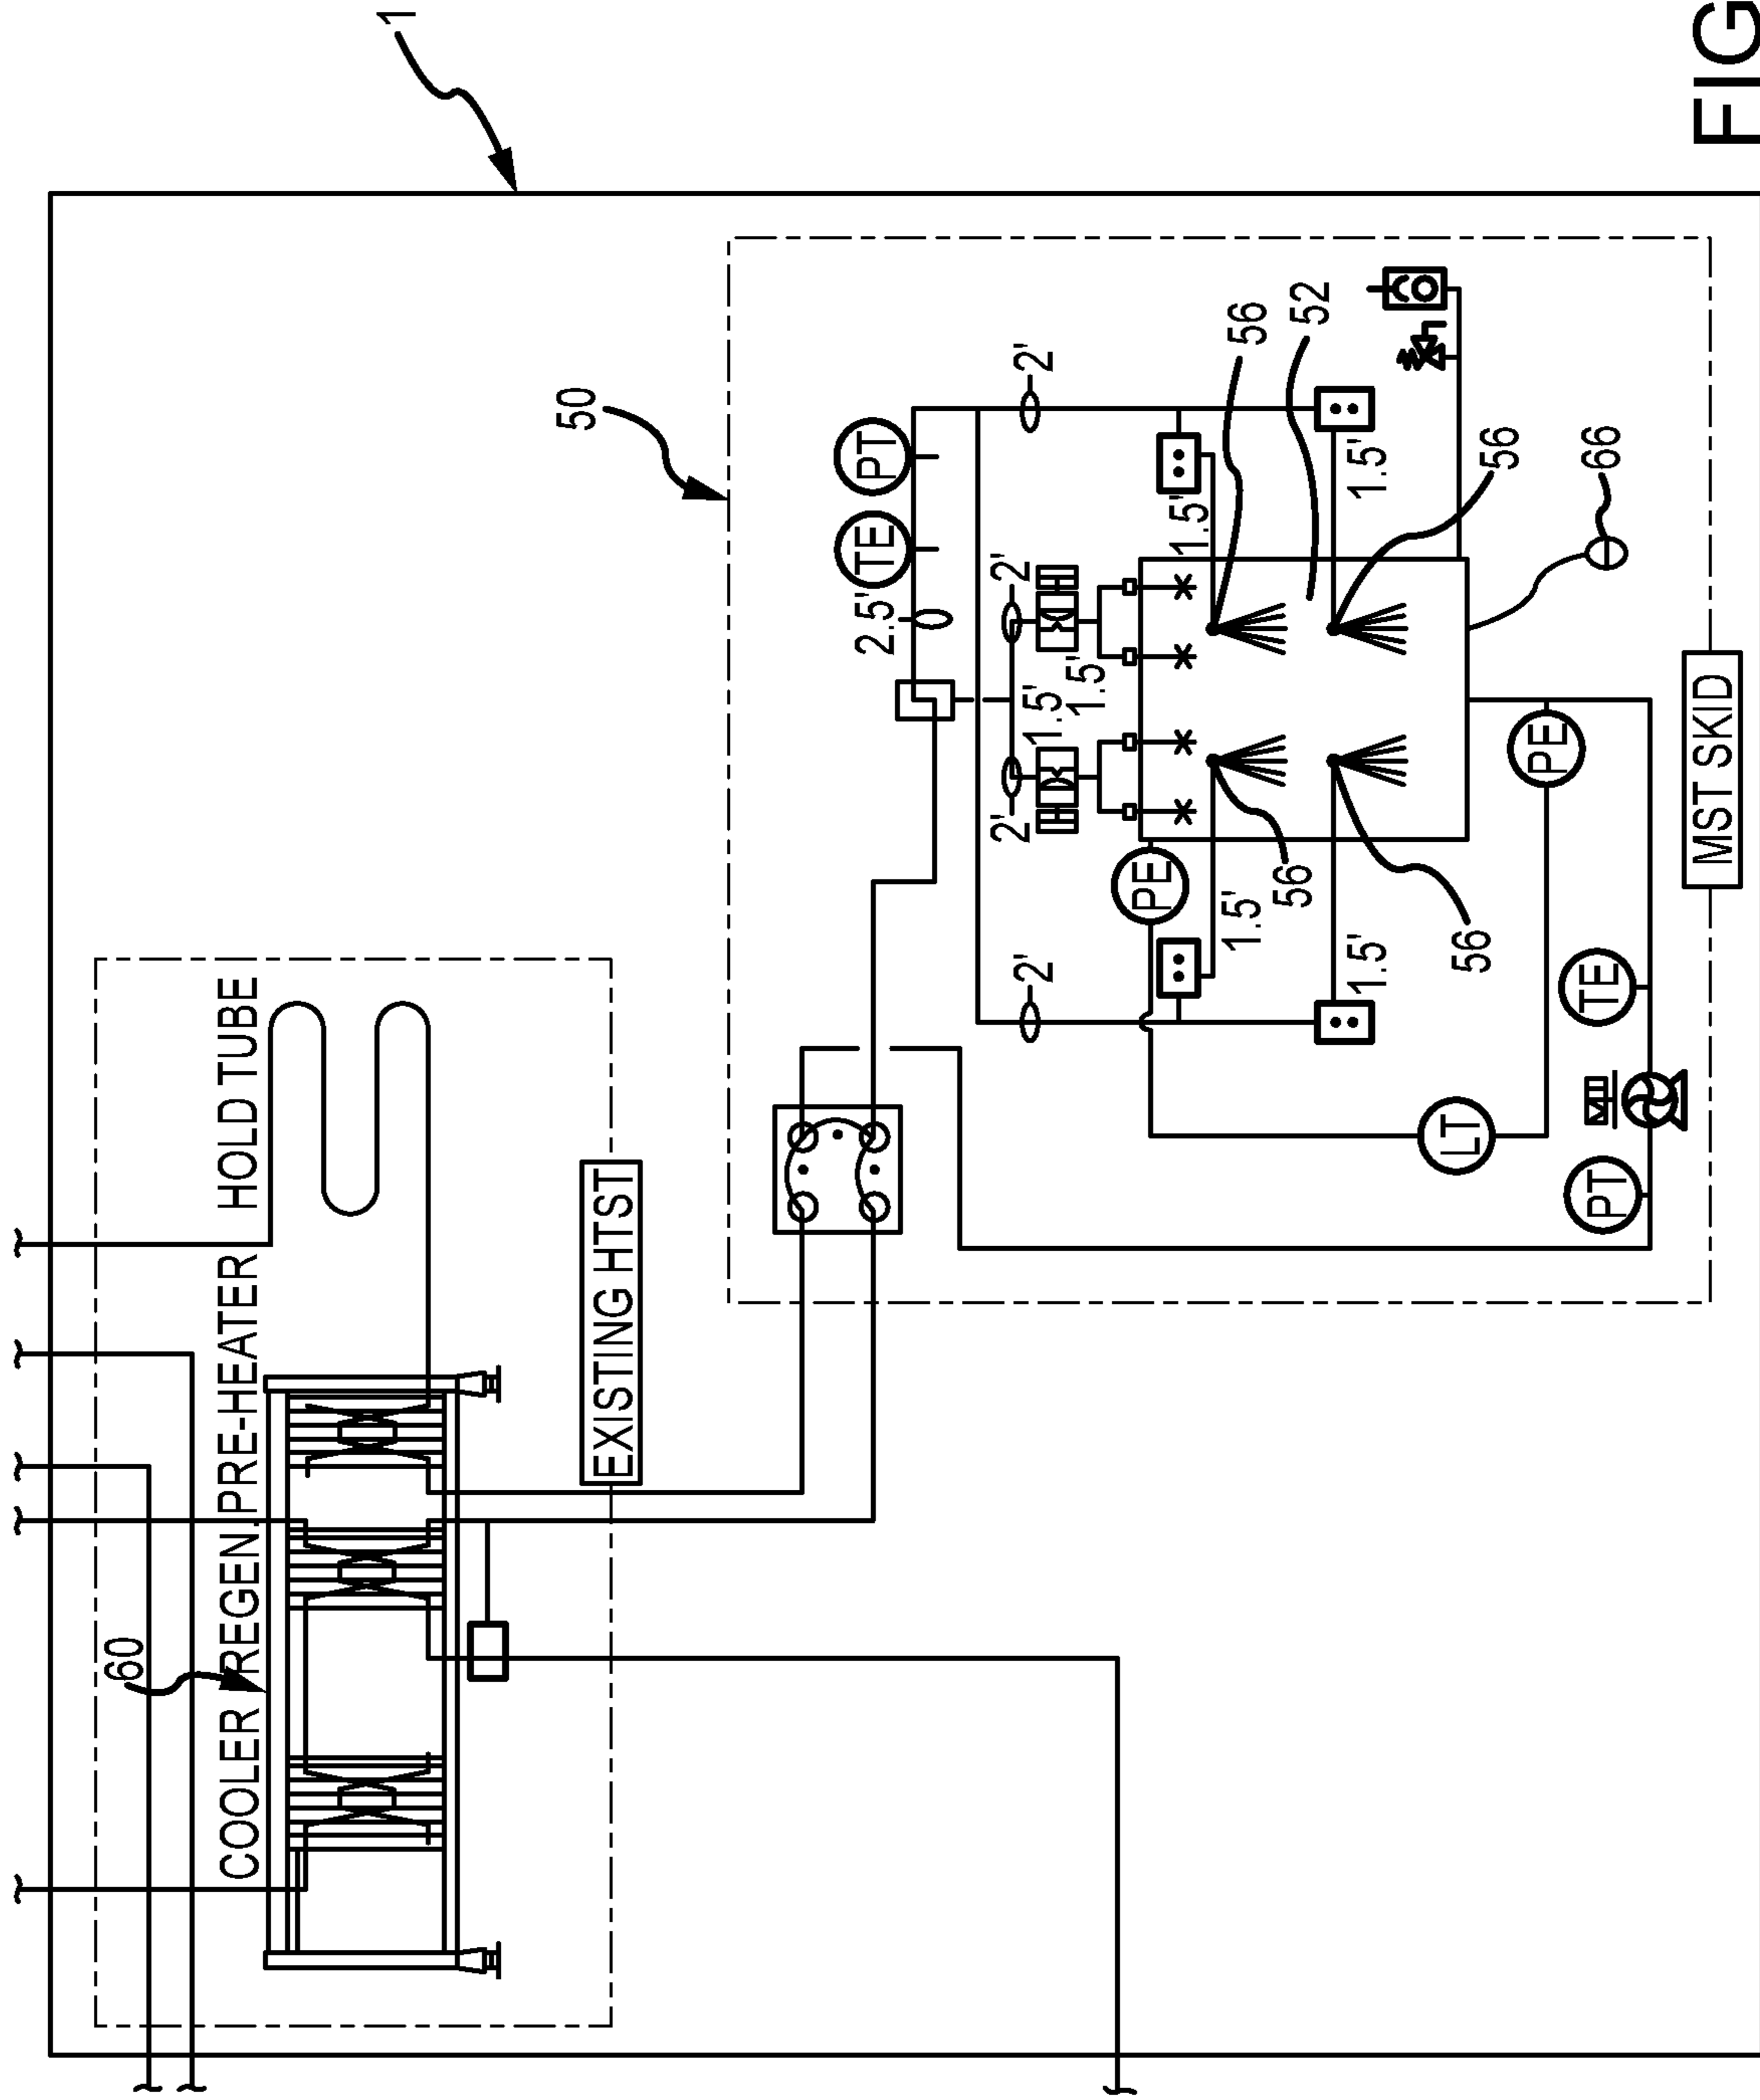 60
COOLER REGEN. PRE-HEATER HOLD TUBE
1
50
EXISTING HTST
2.5' TE PT
2' 2'
2' 2'
1.5'
1.5'
PE
1.5'
1.5' 56
56 52
1.5' 1.5'
LT
56 56
PE
PT TE 66
MST SKID
FIG